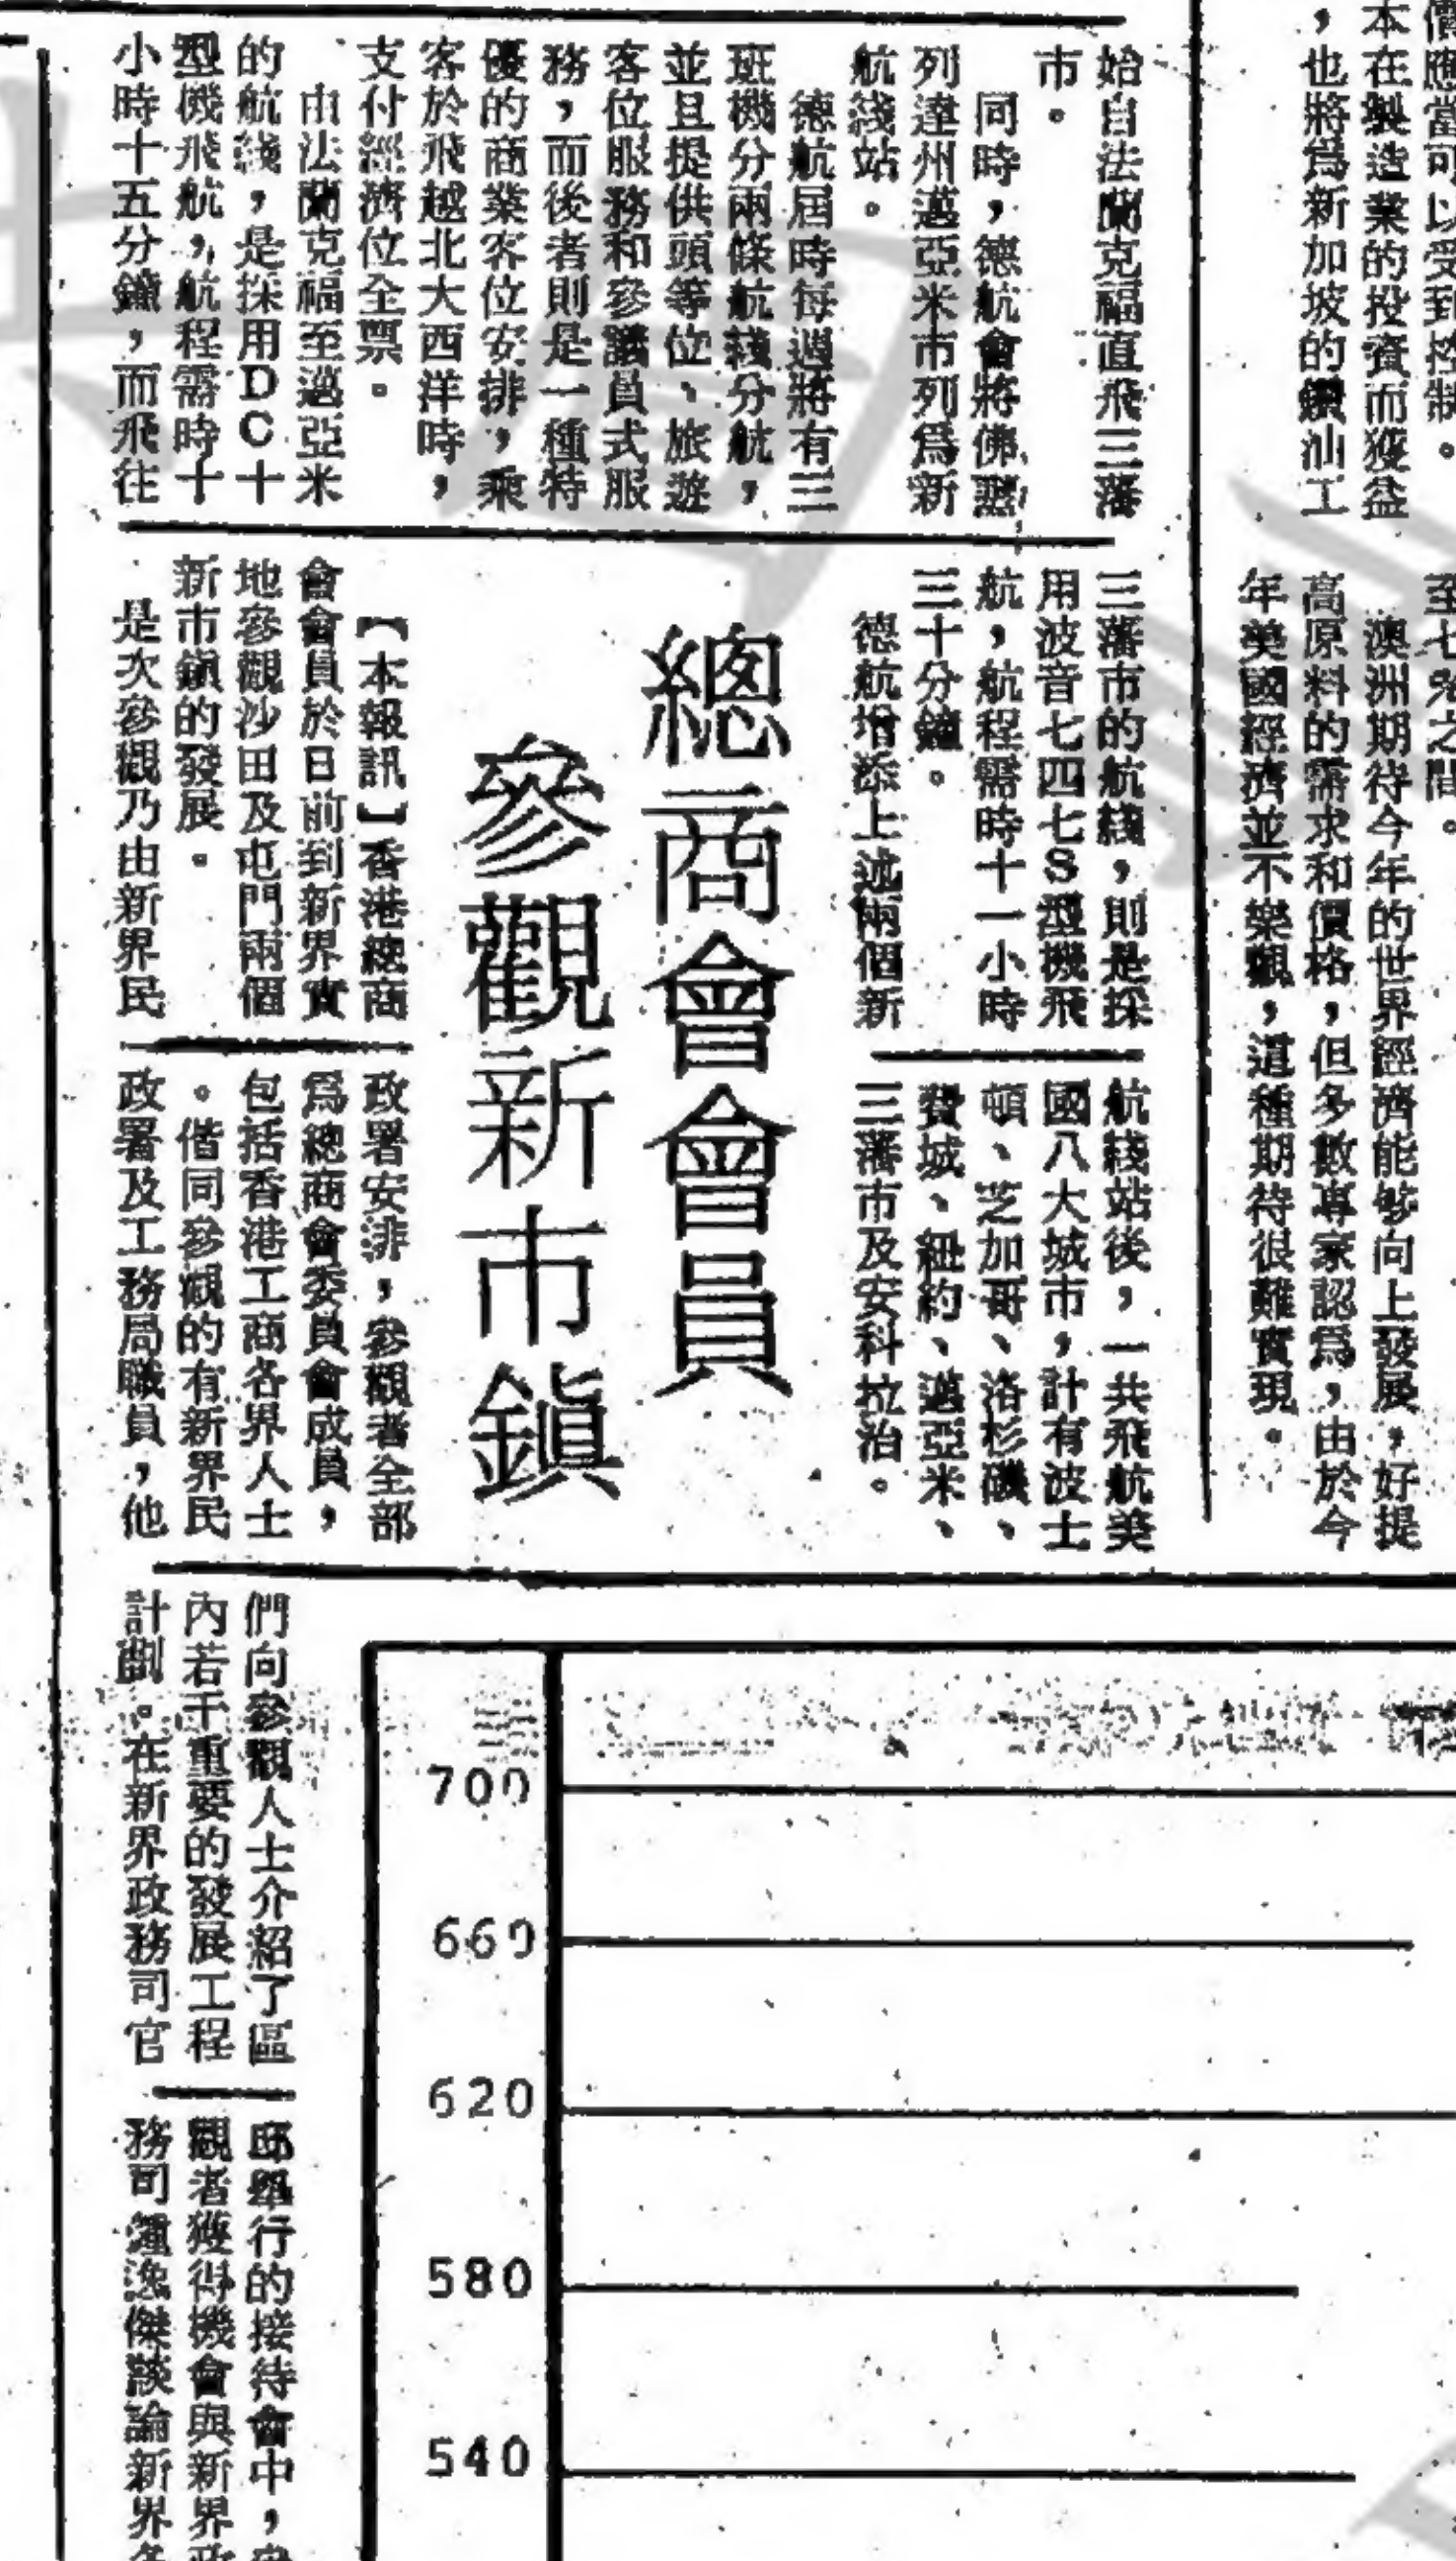 價應當可以受到控制。
本在製造業的投資而獲益
，也將爲新加坡的鑽油工
至七美之間。
澳洲期待今年的世界經濟能够向上發展，好提
高原料的需求和價格，但多數專家認爲，由於今
年美國經濟並不樂觀，這種期待很難實現。
始自法蘭克福直飛三藩
市。
同時，德航會將佛羅
列達州邁亞米市列爲新
航綫站。
德航屆時每週將有三
班機分兩條航綫分航，
並且提供頭等位、旅遊
客位服務和參議員式服
務，而後者則是一種特
優的商業客位安排，乘
客於飛越北大西洋時，
支付經濟位全票。
由法蘭克福至邁亞米
的航綫，是採用DC十
型機飛航，航程需時十
小時十五分鐘，而飛往
三藩市的航綫，則是採
用波音七四七S型機飛
航，航程需時十一小時
三十分鐘。
德航增添上述兩個新
航綫站後，一共飛航美
國八大城市，計有波士
頓、芝加哥、洛杉磯、
費城、紐約、邁亞米、
三藩市及安科拉治。
總商會會員
參觀新市鎮
【本報訊】香港總商
會會員於日前到新界實
地參觀沙田及屯門兩個
新市鎮的發展。
是次參觀乃由新界民
政署安排，參觀者全部
爲總商會委員會成員，
包括香港工商各界人士
。偕同參觀的有新界民
政署及工務局職員，他
們向參觀人士介紹了區
內若干重要的發展工程
計劃。在新界政務司官
邸舉行的接待會中，參
觀者獲得機會與新界政
務司鍾逸傑談論新界各
700
660
620
580
540